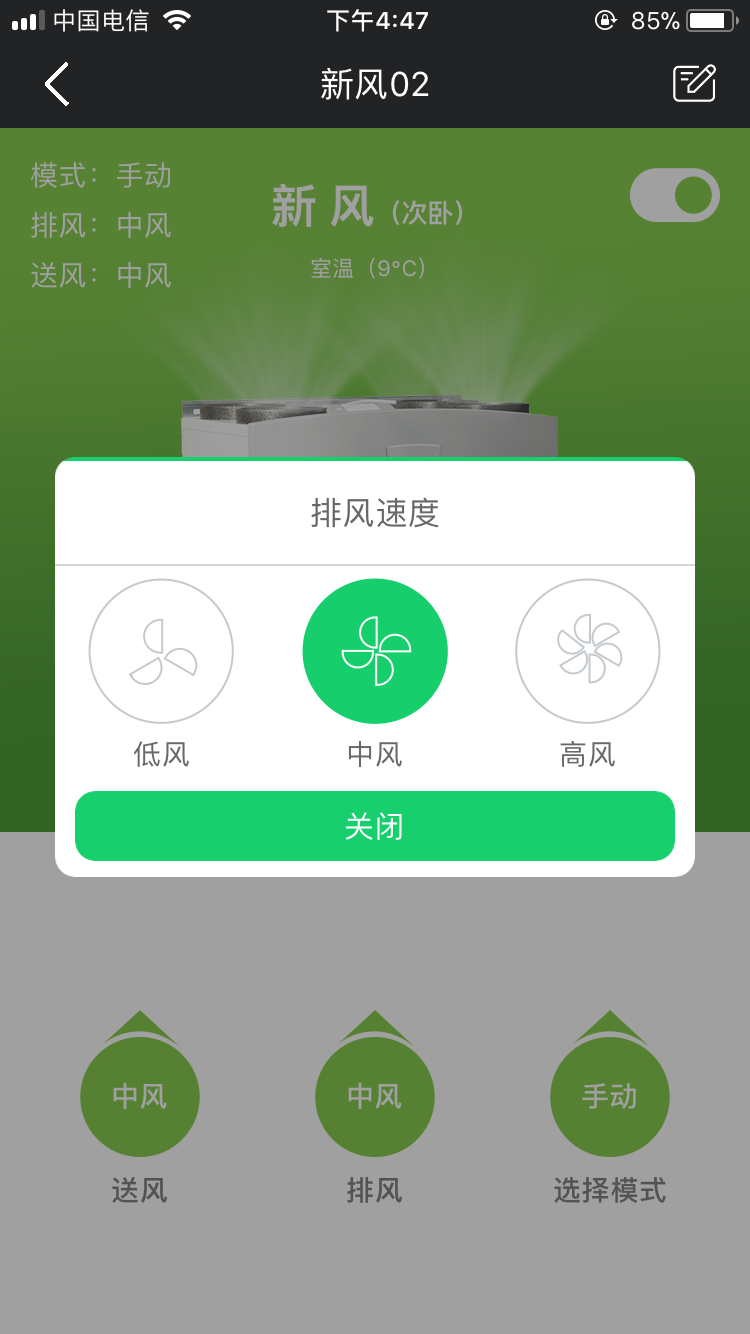 中国电信 下午4:47 85%
新风02
模式：手动
排风：中风
送风：中风
新 风（次卧）
室温（9°C）
排风速度
低风 中风 高风
关闭
中风 中风 手动
送风 排风 选择模式